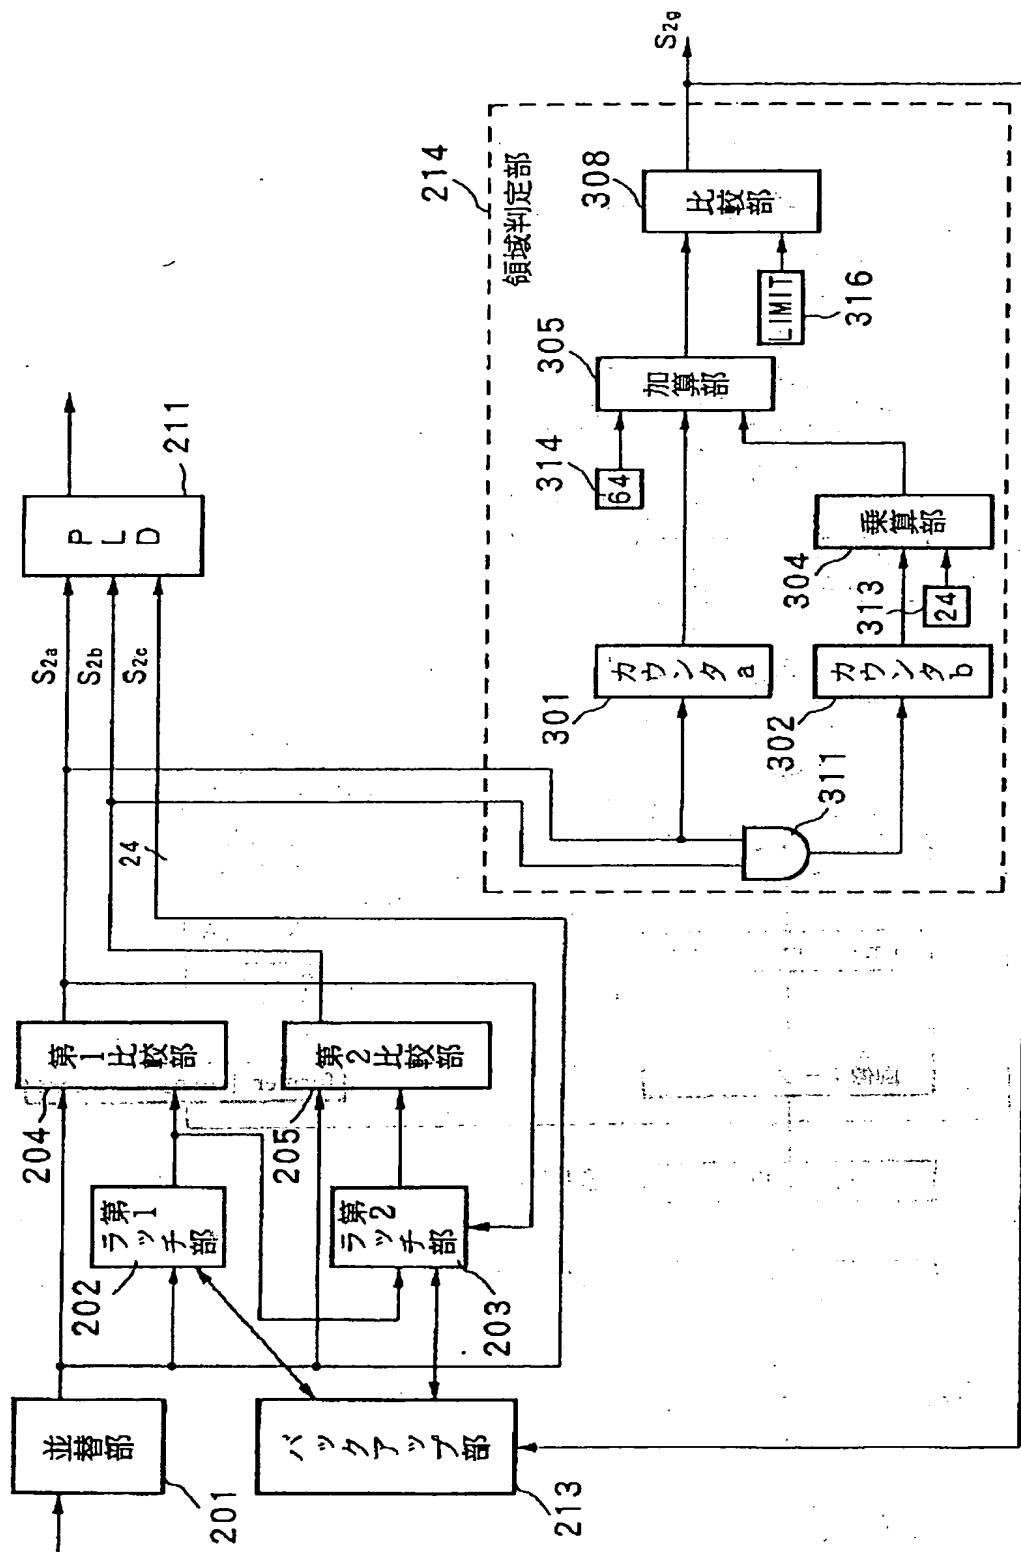 並替部
201
バックアップ部
213
第1
ラッチ部
202
第2
ラッチ部
203
第1比較部
204
第2比較部
205
24
S2a
S2b
S2c
PLD
211
214
領域判定部
311
カウンタa
301
カウンタb
302
24
313
乗算部
304
64
314
加算部
305
LIMIT
316
比較部
308
S2g